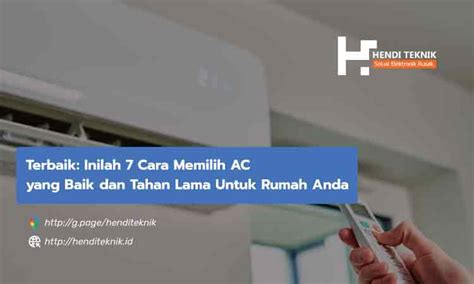 HENDI TEKNIK
Solusi Elektronik Rusak
Terbaik: Inilah 7 Cara Memilih AC
yang Baik dan Tahan Lama Untuk Rumah Anda
http://g.page/henditeknik
http://henditeknik.id